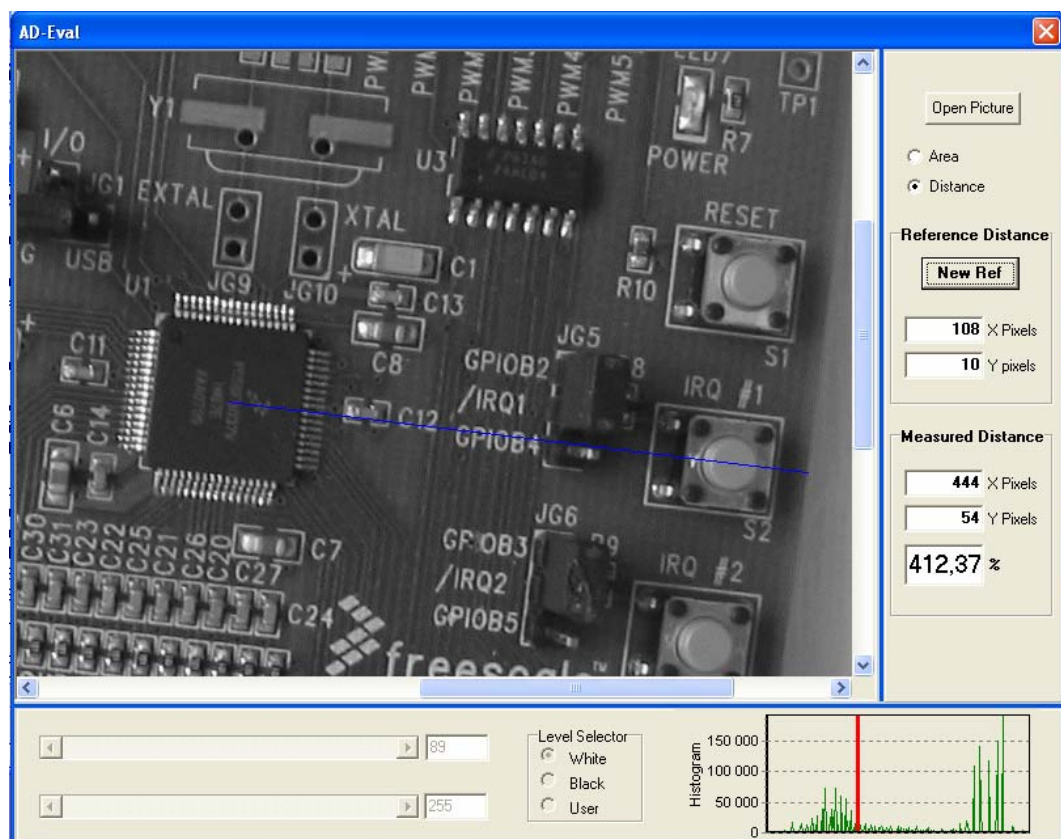 AD-Eval
Open Picture
Area
Distance
Reference Distance
New Ref
108 X Pixels
10 Y pixels
Measured Distance
444 X Pixels
54 Y Pixels
412,37 %
PWM
PWM4
PWM5
TP1
R7
POWER
Y1
I/O
U3
JG1
EXTAL
XTAL
RESET
G
USB
JG9
JG10
C1
R10
U1
C13
S1
C8
JG5
C11
GPIOB2
8
IRQ #1
/IRQ1
C12
GPIOB4
C6
C14
S2
JG6
C30
C31
C23
C22
C25
C21
C26
C20
C7
GPIOB3
R9
IRQ #2
/IRQ2
C27
GPIOB5
C24
89
255
Level Selector
White
Black
User
Histogram
150 000
100 000
50 000
0